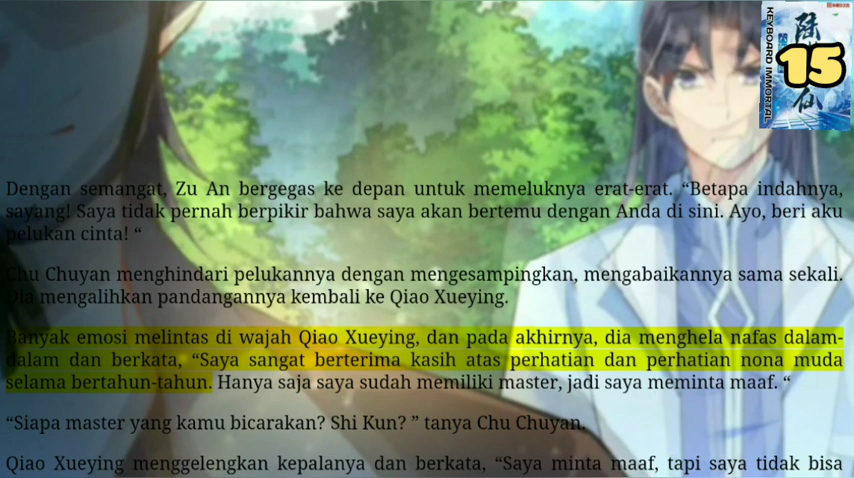 陆
仙
KEYBOARD IMMORTAL
15
Dengan semangat, Zu An bergegas ke depan untuk memeluknya erat-erat. “Betapa indahnya,
sayang! Saya tidak pernah berpikir bahwa saya akan bertemu dengan Anda di sini. Ayo, beri aku
pelukan cinta! “
Chu Chuyan menghindari pelukannya dengan mengesampingkan, mengabaikannya sama sekali.
Dia mengalihkan pandangannya kembali ke Qiao Xueying.
Banyak emosi melintas di wajah Qiao Xueying, dan pada akhirnya, dia menghela nafas dalam-
dalam dan berkata, “Saya sangat berterima kasih atas perhatian dan perhatian nona muda
selama bertahun-tahun. Hanya saja saya sudah memiliki master, jadi saya meminta maaf. “
“Siapa master yang kamu bicarakan? Shi Kun? ” tanya Chu Chuyan.
Qiao Xueying menggelengkan kepalanya dan berkata, “Saya minta maaf, tapi saya tidak bisa